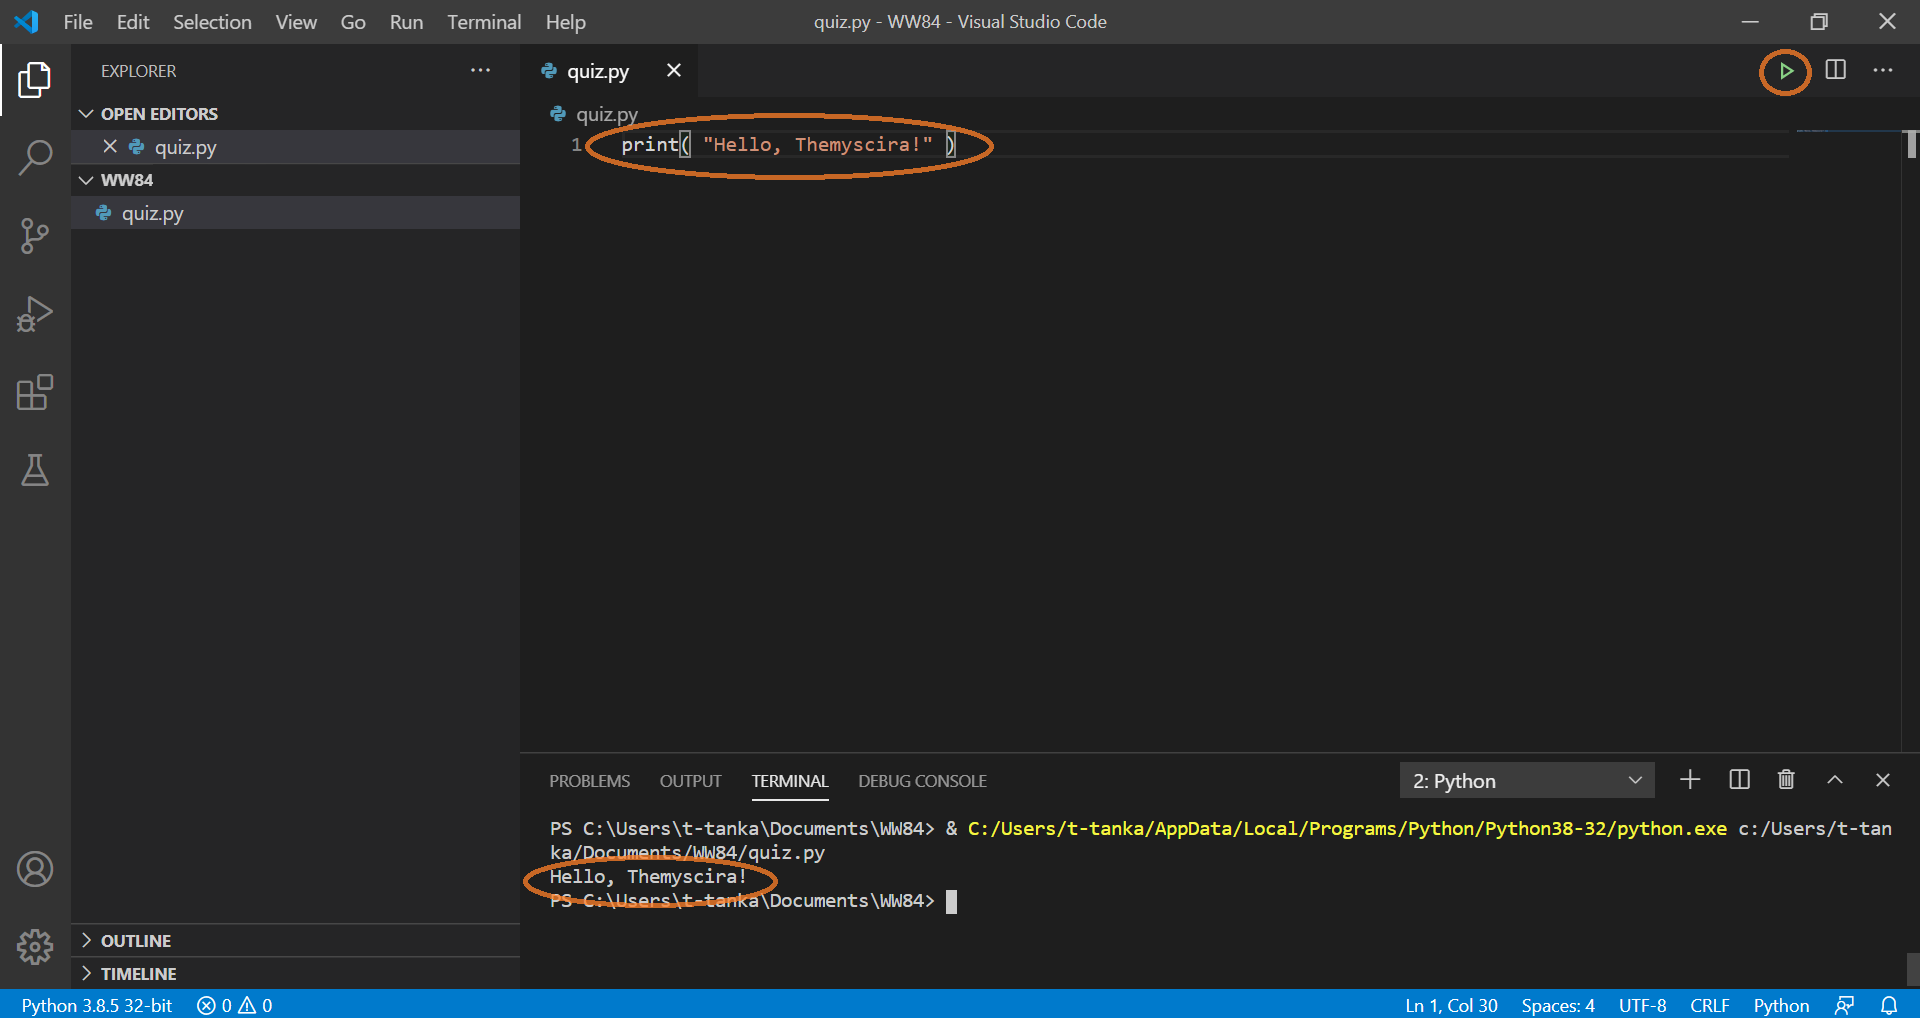 File Edit Selection View Go Run Terminal Help
quiz.py - WW84 - Visual Studio Code
EXPLORER
OPEN EDITORS
quiz.py
WW84
quiz.py
OUTLINE
TIMELINE
quiz.py
quiz.py
1 print( "Hello, Themyscira!" )
PROBLEMS OUTPUT TERMINAL DEBUG CONSOLE
2: Python
PS C:\Users\t-tanka\Documents\WW84> & C:/Users/t-tanka/AppData/Local/Programs/Python/Python38-32/python.exe c:/Users/t-tan
ka/Documents/WW84/quiz.py
Hello, Themyscira!
PS C:\Users\t-tanka\Documents\WW84>
Python 3.8.5 32-bit 0 0
Ln 1, Col 30 Spaces: 4 UTF-8 CRLF Python